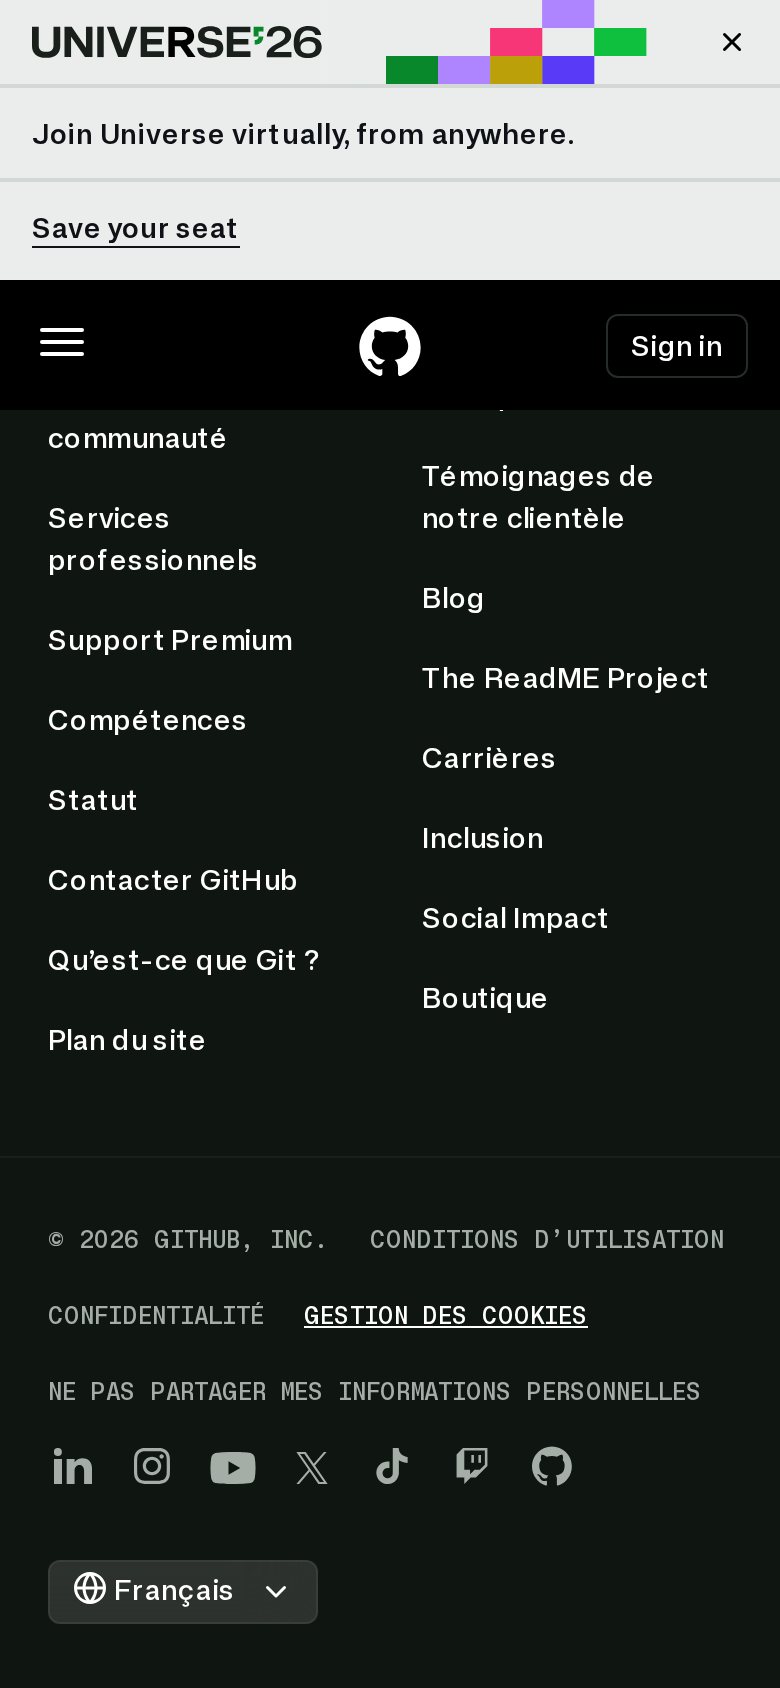 UNIVERSE'26
Join Universe virtually, from anywhere.
Save your seat
Sign in
communauté
Services
professionnels
Support Premium
Compétences
Statut
Contacter GitHub
Qu’est-ce que Git ?
Plan du site
Témoignages de
notre clientèle
Blog
The ReadME Project
Carrières
Inclusion
Social Impact
Boutique
© 2026 GITHUB, INC. CONDITIONS D’UTILISATION
CONFIDENTIALITÉ GESTION DES COOKIES
NE PAS PARTAGER MES INFORMATIONS PERSONNELLES
Français